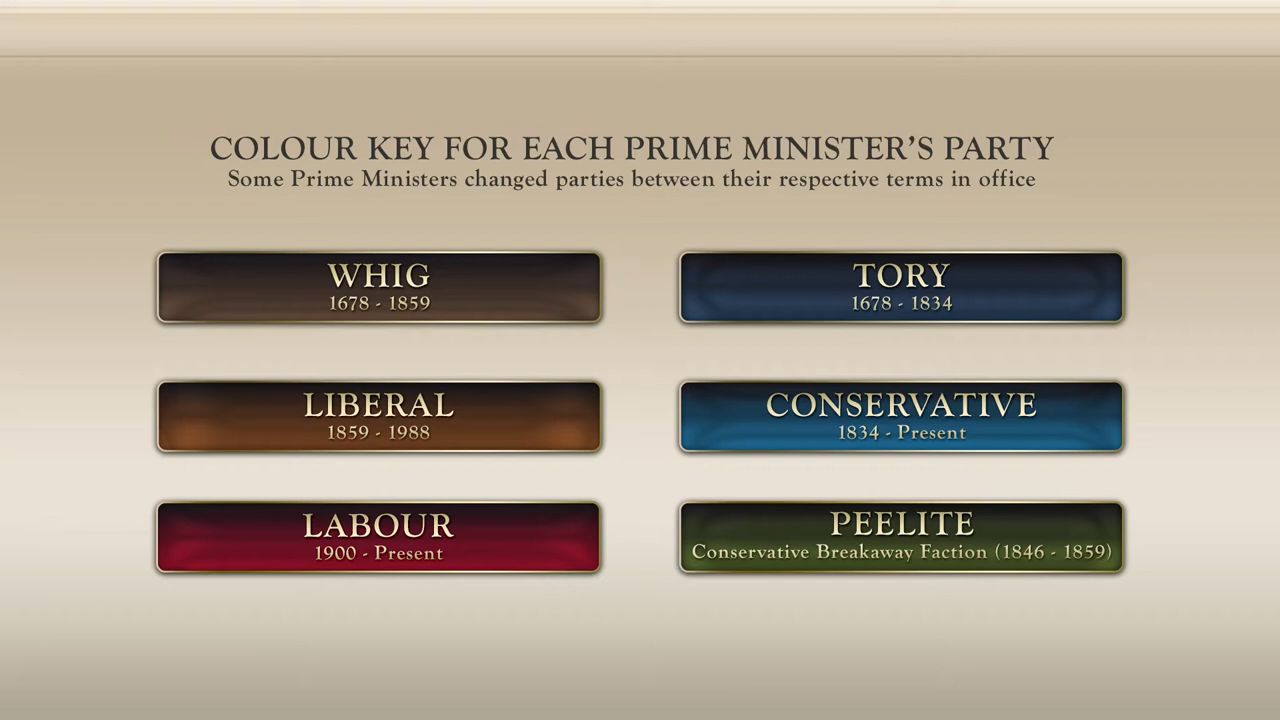 COLOUR KEY FOR EACH PRIME MINISTER'S PARTY
Some Prime Ministers changed parties between their respective terms in office
WHIG
1678 - 1859
TORY
1678 - 1834
LIBERAL
1859 - 1988
CONSERVATIVE
1834 - Present
LABOUR
1900 - Present
PEELITE
Conservative Breakaway Faction (1846 - 1859)